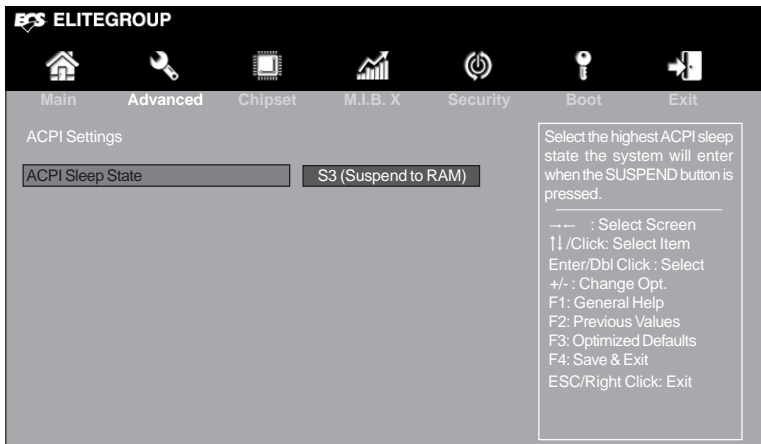 ECS ELITEGROUP
Main Advanced Chipset M.I.B. X Security Boot Exit
ACPI Settings
ACPI Sleep State S3 (Suspend to RAM)
Select the highest ACPI sleep
state the system will enter
when the SUSPEND button is
pressed.
→← : Select Screen
↑↓/Click: Select Item
Enter/Dbl Click : Select
+/- : Change Opt.
F1: General Help
F2: Previous Values
F3: Optimized Defaults
F4: Save & Exit
ESC/Right Click: Exit